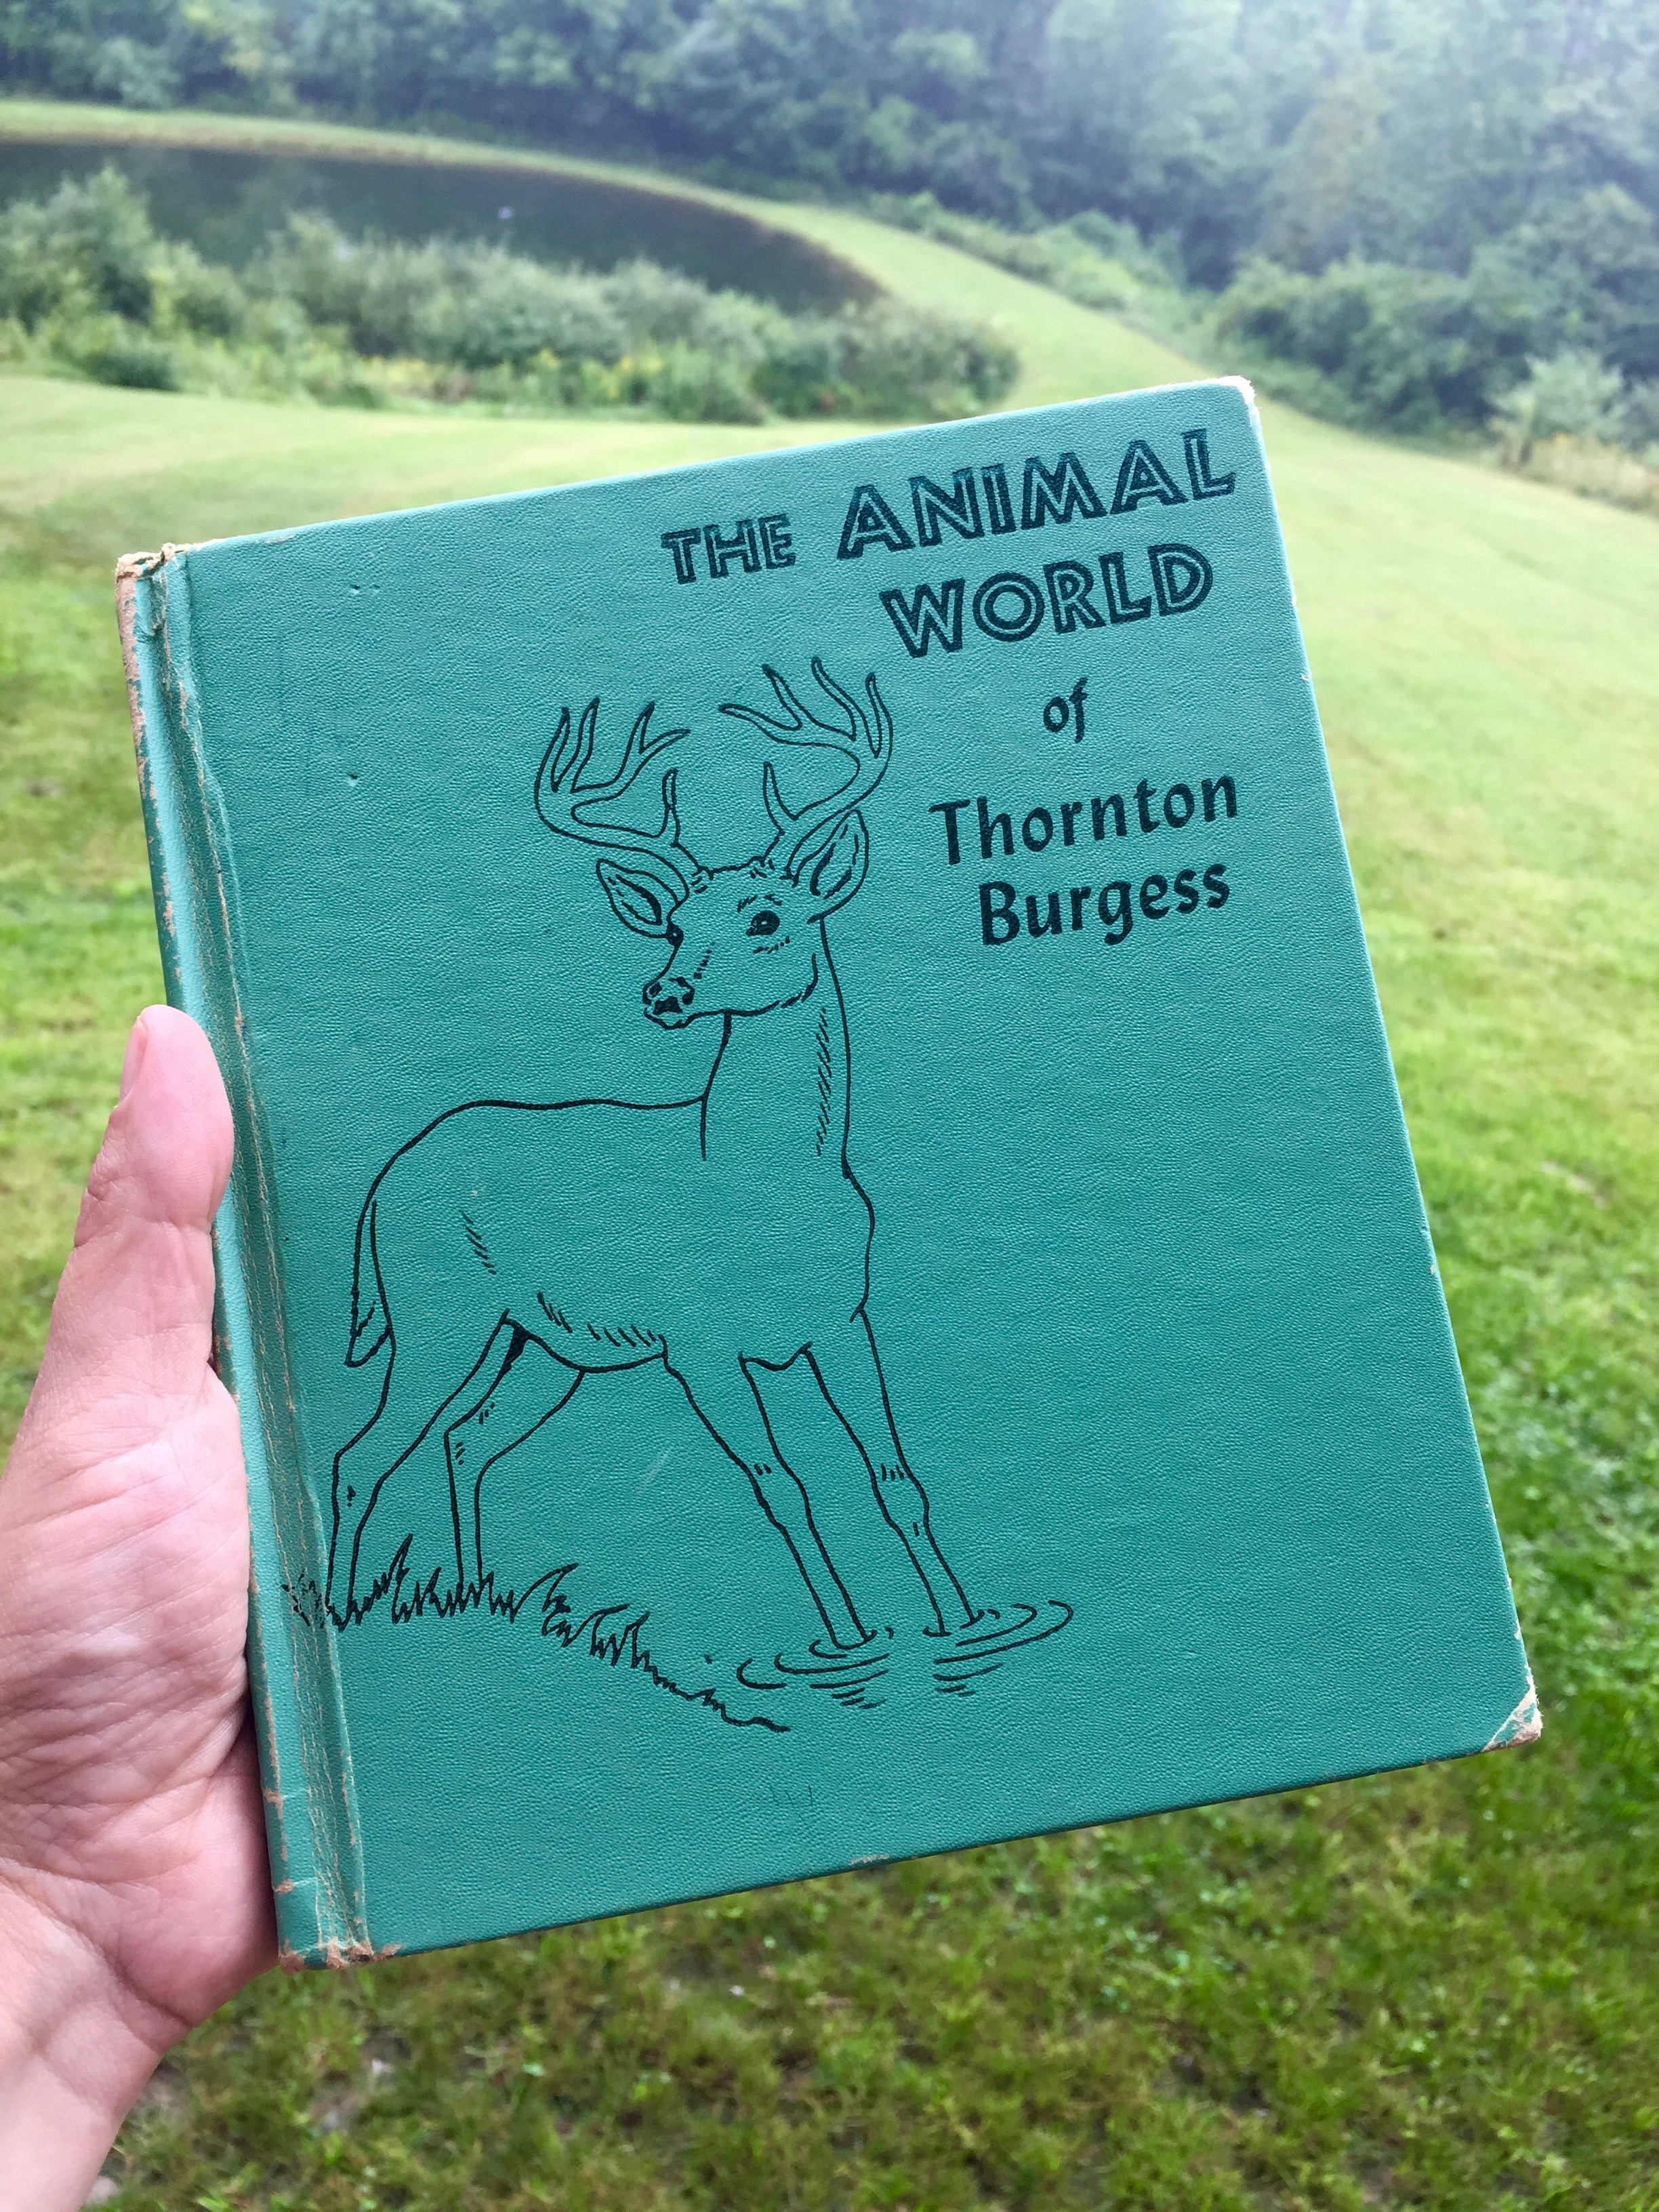 THE ANIMAL
WORLD
of
Thornton
Burgess